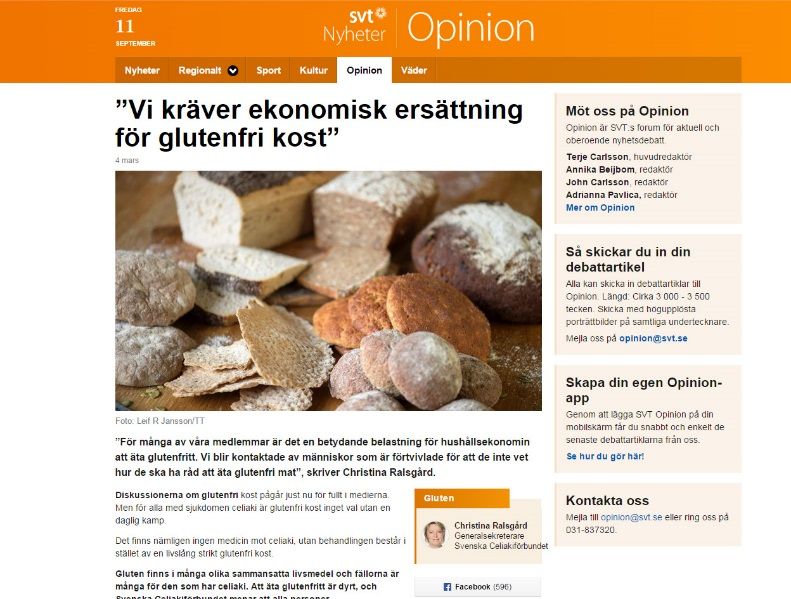 FREDAG
11
SEPTEMBER
svt
Nyheter
Opinion
Nyheter
Regionalt
Sport
Kultur
Opinion
Väder
”Vi kräver ekonomisk ersättning
för glutenfri kost”
4 mars
Foto: Leif R Jansson/TT
”För många av våra medlemmar är det en betydande belastning för hushållsekonomin
att äta glutenfritt. Vi blir kontaktade av människor som är förtvivlade för att de inte vet
hur de ska ha råd att äta glutenfri mat”, skriver Christina Ralsgård.
Diskussionerna om glutenfri kost pågår just nu för fullt i medierna.
Men för alla med sjukdomen celiaki är glutenfri kost inget val utan en
daglig kamp.
Det finns nämligen ingen medicin mot celiaki, utan behandlingen består i
stället av en livslång strikt glutenfri kost.
Gluten finns i många olika sammansatta livsmedel och fällorna är
många för den som har celiaki. Att äta glutenfritt är dyrt, och
Svenska Celiakiförbundet menar att alla personer
Gluten
Christina Ralsgård
Generalsekreterare
Svenska Celiakiförbundet
Facebook (596)
Möt oss på Opinion
Opinion är SVT:s forum för aktuell och
oberoende nyhetsdebatt.
Terje Carlsson, huvudredaktör
Annika Beijbom, redaktör
John Carlsson, redaktör
Adrianna Pavlica, redaktör
Mer om Opinion
Så skickar du in din
debattartikel
Alla kan skicka in debattartiklar till
Opinion. Längd: Cirka 3 000 - 3 500
tecken. Skicka med högupplösta
porträttbilder på samtliga undertecknare.
Mejla oss på opinion@svt.se
Skapa din egen Opinion-
app
Genom att lägga SVT Opinion på din
mobilskärm får du snabbt och enkelt de
senaste debattartiklarna från oss.
Se hur du gör här!
Kontakta oss
Mejla till opinion@svt.se eller ring oss på
031-837320.